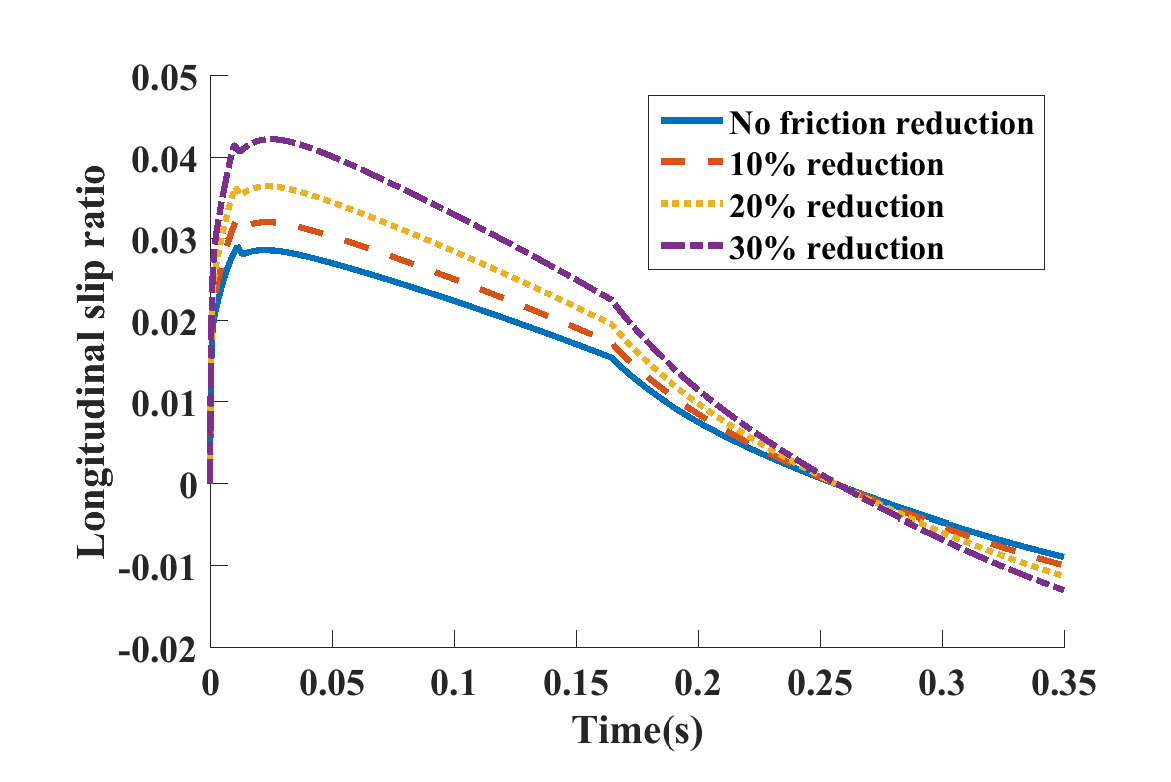 0.05
0.04
0.03
0.02
0.01
0
-0.01
-0.02
Longitudinal slip ratio
No friction reduction
10% reduction
20% reduction
30% reduction
0 0.05 0.1 0.15 0.2 0.25 0.3 0.35
Time(s)